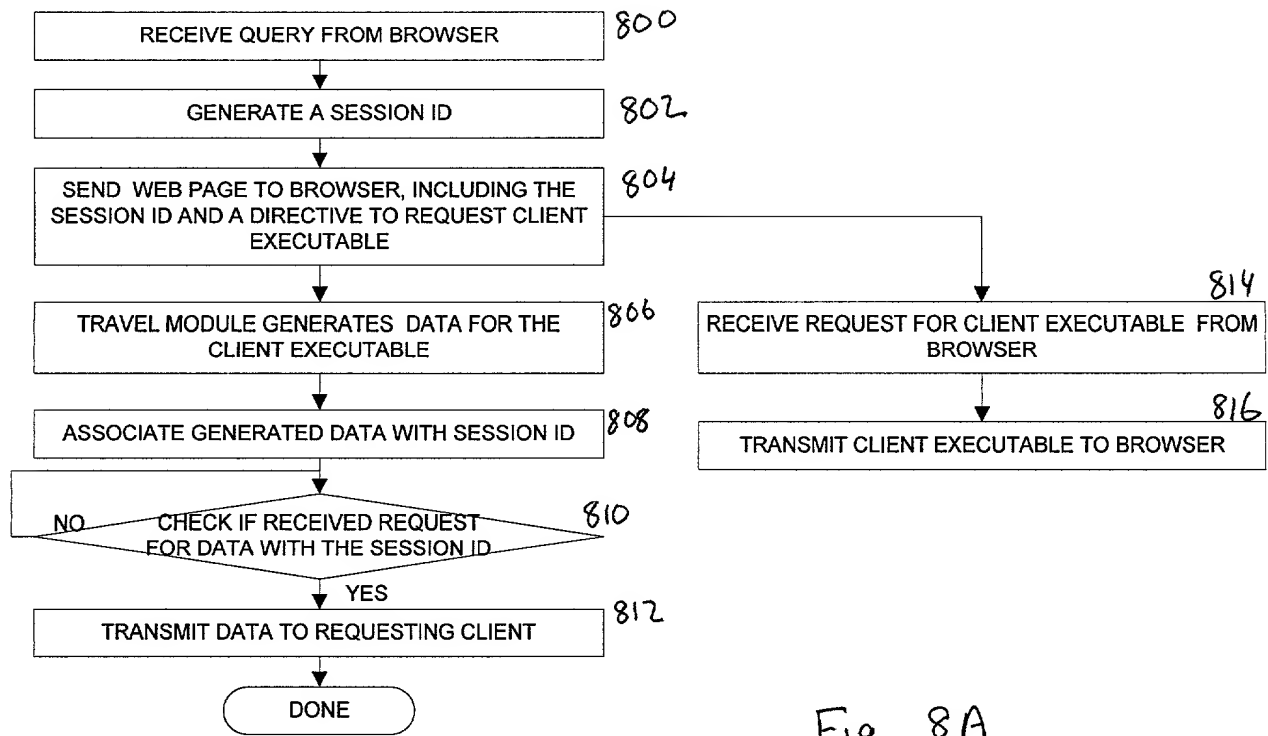 RECEIVE QUERY FROM BROWSER
800
GENERATE A SESSION ID
802
SEND WEB PAGE TO BROWSER, INCLUDING THE
SESSION ID AND A DIRECTIVE TO REQUEST CLIENT
EXECUTABLE
804
TRAVEL MODULE GENERATES DATA FOR THE
CLIENT EXECUTABLE
806
ASSOCIATE GENERATED DATA WITH SESSION ID
808
NO
CHECK IF RECEIVED REQUEST
FOR DATA WITH THE SESSION ID
810
YES
TRANSMIT DATA TO REQUESTING CLIENT
812
DONE
814
RECEIVE REQUEST FOR CLIENT EXECUTABLE FROM
BROWSER
816
TRANSMIT CLIENT EXECUTABLE TO BROWSER
Fig 8A